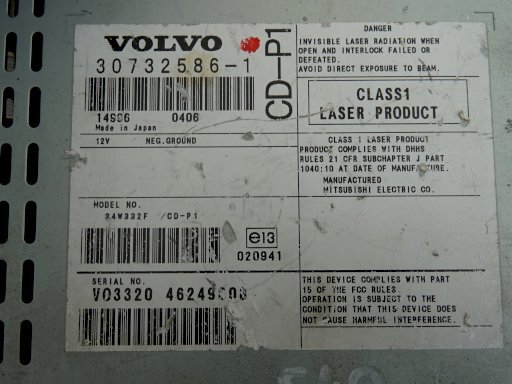 VOLVO
30732586-1
CD-P1
14906 0406
Made in Japan
12V NEG.GROUND
MODEL NO.
24W332F /CD-P1
e13
020941
SERIAL NO.
VO3320 46249600
DANGER
INVISIBLE LASER RADIATION WHEN
OPEN AND INTERLOCK FAILED OR
DEFEATED.
AVOID DIRECT EXPOSURE TO BEAM.
CLASS1
LASER PRODUCT
CLASS 1 LASER PRODUCT
PRODUCT COMPLIES WITH DHHS
RULES 21 CFR SUBCHAPTER J PART
1040:10 AT DATE OF MANUFACTURE.
MANUFACTURED
MITSUBISHI ELECTRIC CO.
THIS DEVICE COMPLIES WITH PART
15 OF THE FCC RULES.
OPERATION IS SUBJECT TO THE
CONDITION THAT THIS DEVICE DOES
NOT CAUSE HARMFUL INTERFERENCE.